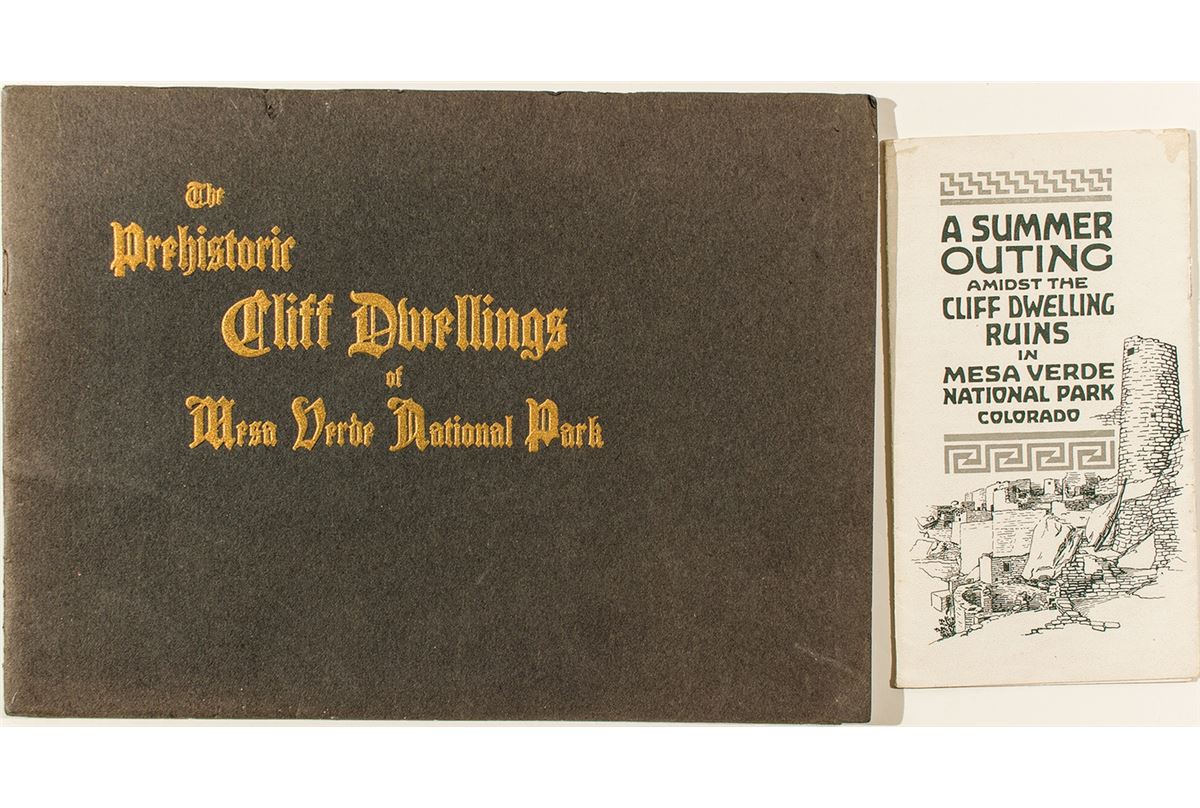 The
Prehistoric
Cliff Dwellings
of
Mesa Verde National Park
A SUMMER
OUTING
AMIDST THE
CLIFF DWELLING
RUINS
IN
MESA VERDE
NATIONAL PARK
COLORADO